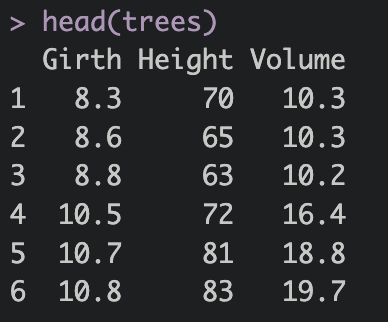 > head(trees)
  Girth Height Volume
1   8.3     70   10.3
2   8.6     65   10.3
3   8.8     63   10.2
4  10.5     72   16.4
5  10.7     81   18.8
6  10.8     83   19.7